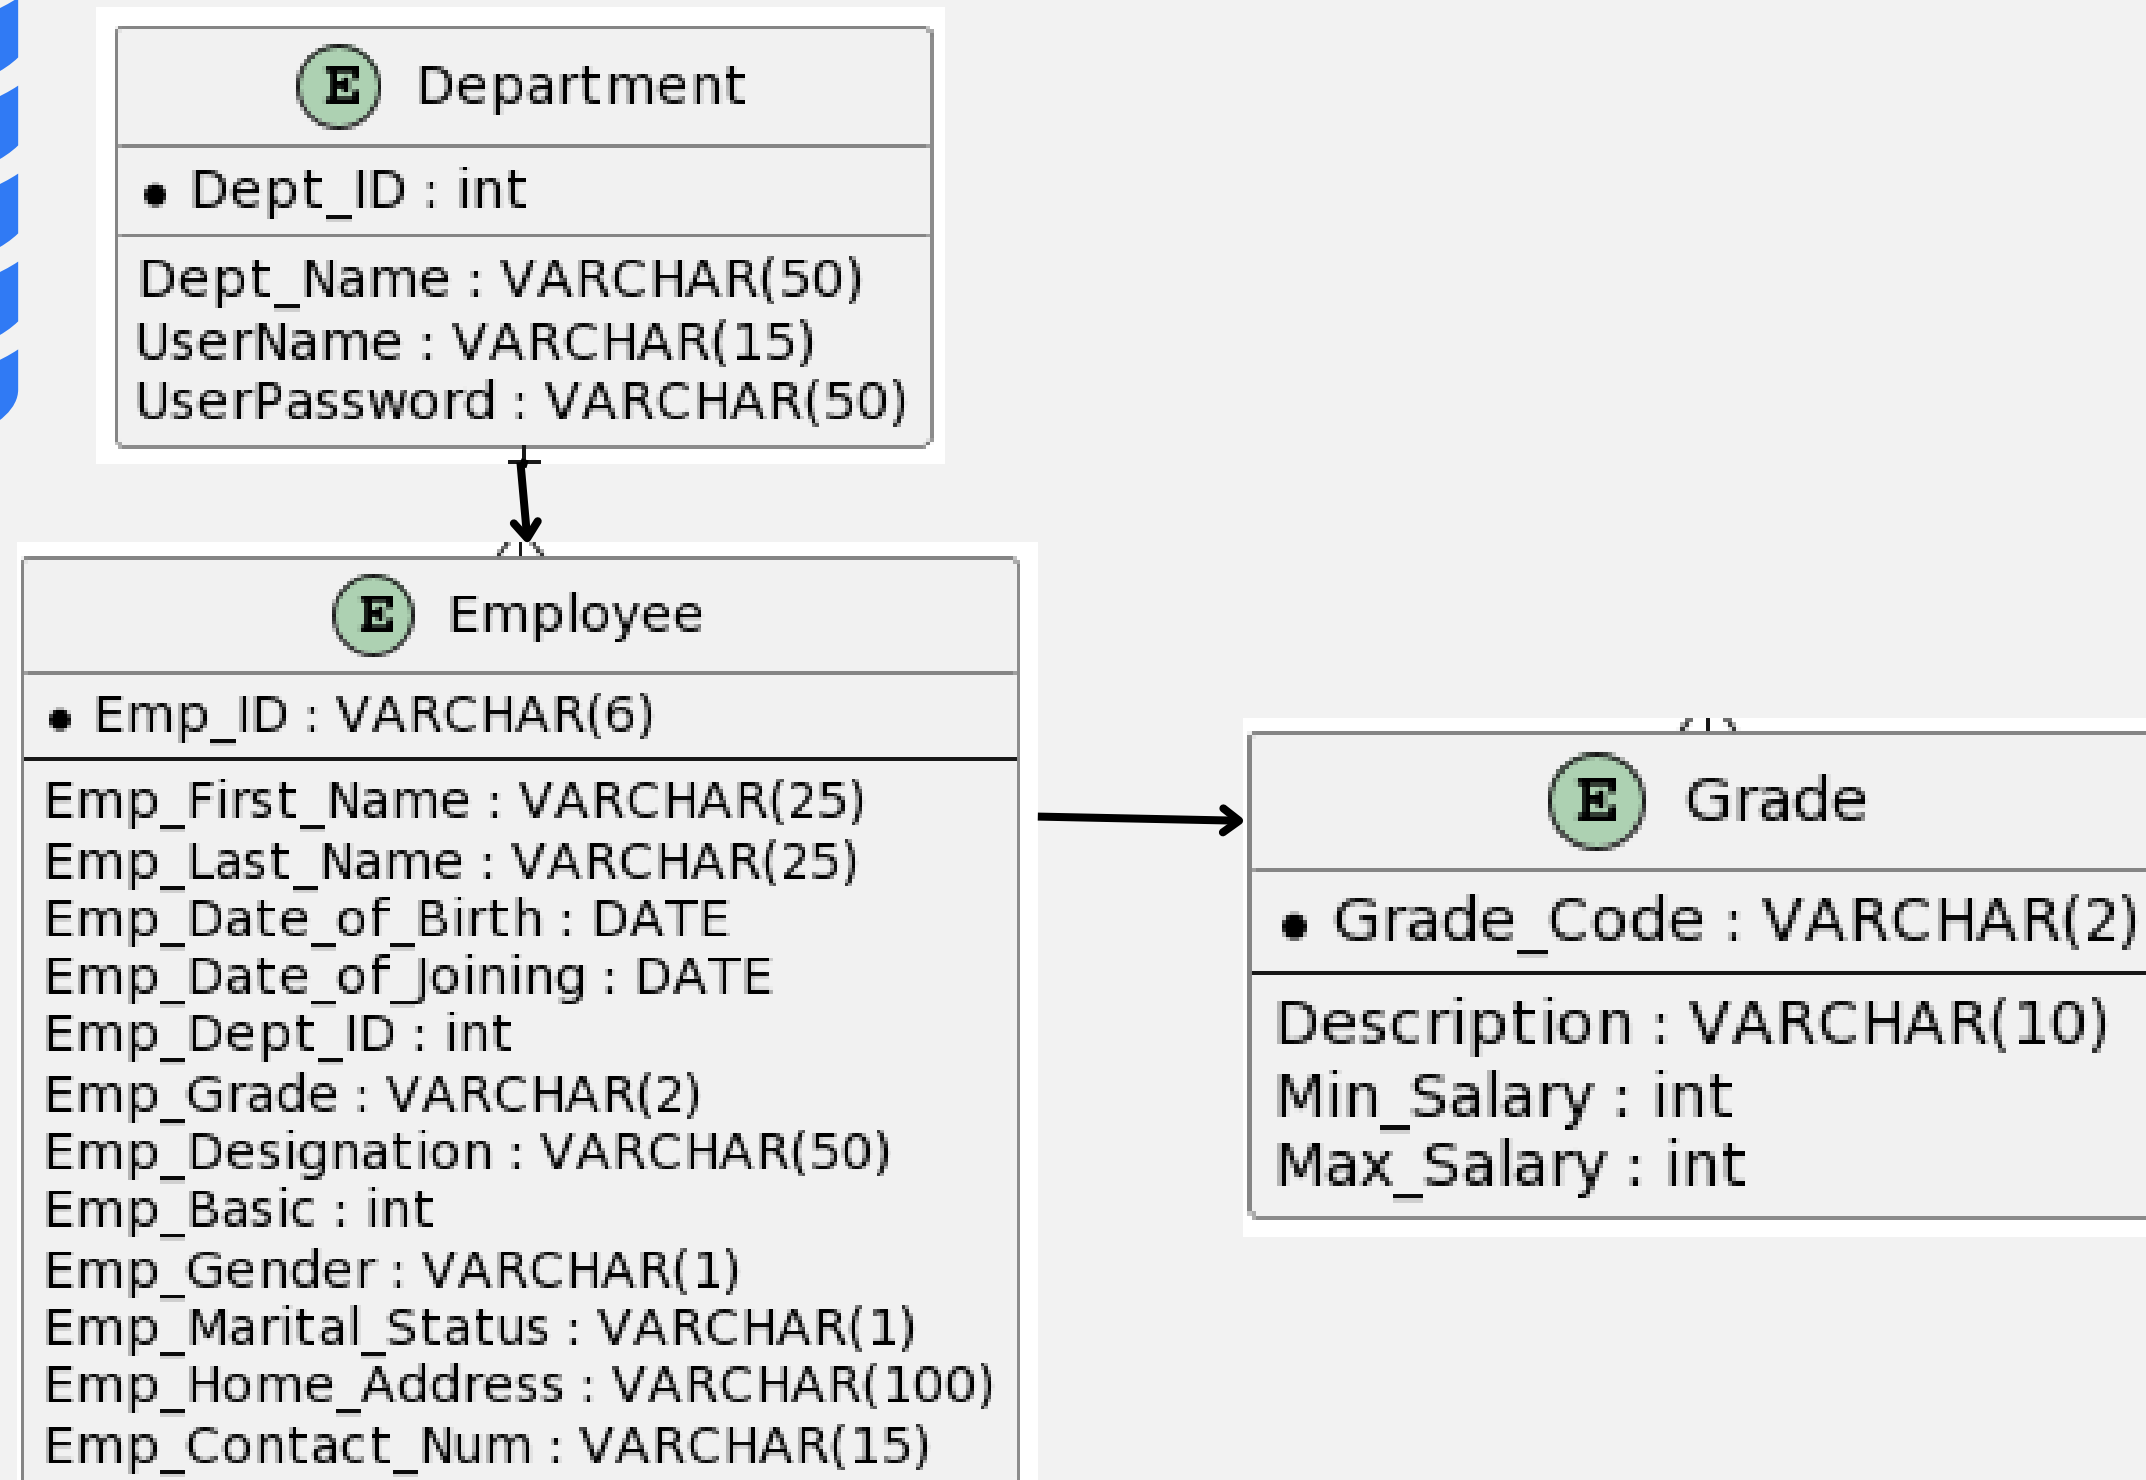 E Department
• Dept_ID : int
Dept_Name : VARCHAR(50)
UserName : VARCHAR(15)
UserPassword : VARCHAR(50)
E Employee
• Emp_ID : VARCHAR(6)
Emp_First_Name : VARCHAR(25)
Emp_Last_Name : VARCHAR(25)
Emp_Date_of_Birth : DATE
Emp_Date_of_Joining : DATE
Emp_Dept_ID : int
Emp_Grade : VARCHAR(2)
Emp_Designation : VARCHAR(50)
Emp_Basic : int
Emp_Gender : VARCHAR(1)
Emp_Marital_Status : VARCHAR(1)
Emp_Home_Address : VARCHAR(100)
Emp_Contact_Num : VARCHAR(15)
E Grade
• Grade_Code : VARCHAR(2)
Description : VARCHAR(10)
Min_Salary : int
Max_Salary : int